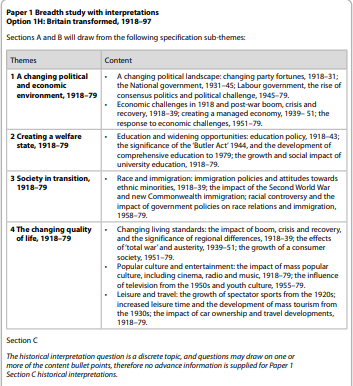 Paper 1 Breadth study with interpretations
Option 1H: Britain transformed, 1918–97
Sections A and B will draw from the following specification sub-themes:
Themes
Content
1 A changing political
and economic
environment, 1918–79
• A changing political landscape: changing party fortunes, 1918–31;
the National government, 1931–45; Labour government, the rise of
consensus politics and political challenge, 1945–79.
• Economic challenges in 1918 and post-war boom, crisis and
recovery, 1918–39; creating a managed economy, 1939– 51; the
response to economic challenges, 1951–79.
2 Creating a welfare
state, 1918–79
• Education and widening opportunities: education policy, 1918–43;
the significance of the 'Butler Act' 1944, and the development of
comprehensive education to 1979; the growth and social impact of
university education, 1918–79.
3 Society in transition,
1918–79
• Race and immigration: immigration policies and attitudes towards
ethnic minorities, 1918–39; the impact of the Second World War
and new Commonwealth immigration; racial controversy and the
impact of government policies on race relations and immigration,
1958–79.
4 The changing quality
of life, 1918–79
• Changing living standards: the impact of boom, crisis and recovery,
and the significance of regional differences, 1918–39; the effects
of 'total war' and austerity, 1939–51; the growth of a consumer
society, 1951–79.
• Popular culture and entertainment: the impact of mass popular
culture, including cinema, radio and music, 1918–79; the influence
of television from the 1950s and youth culture, 1955–79.
• Leisure and travel: the growth of spectator sports from the 1920s;
increased leisure time and the development of mass tourism from
the 1930s; the impact of car ownership and travel developments,
1918–79.
Section C
The historical interpretation question is a discrete topic, and questions may draw on one or
more of the content bullet points, therefore no advance information is supplied for Paper 1
Section C historical interpretations.